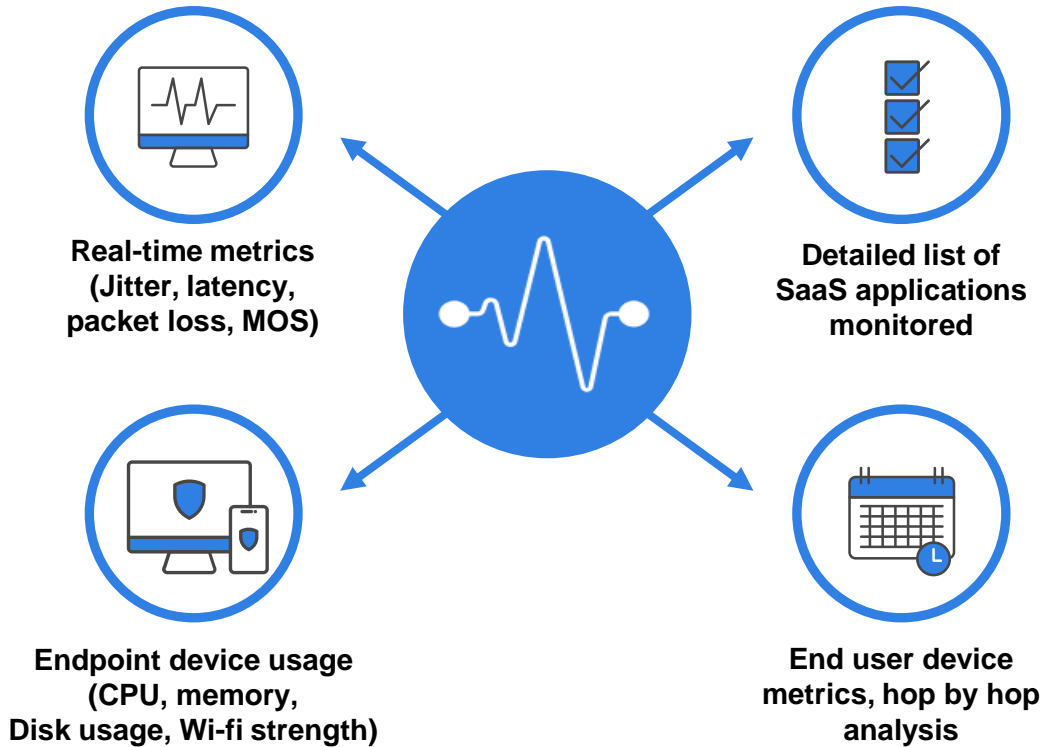 Real-time metrics
(Jitter, latency,
packet loss, MOS)
Detailed list of
SaaS applications
monitored
Endpoint device usage
(CPU, memory,
Disk usage, Wi-fi strength)
End user device
metrics, hop by hop
analysis